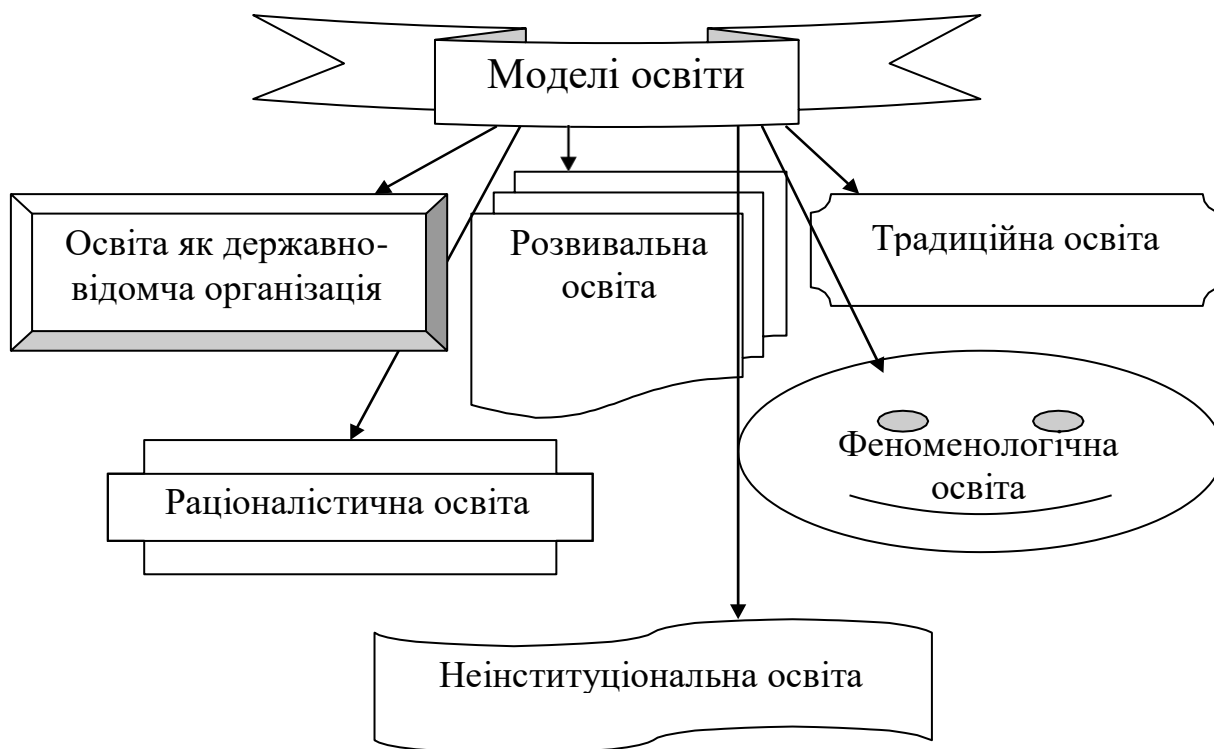 Моделі освіти
Освіта як державно-
відомча організація
Розвивальна
освіта
Традиційна освіта
Феноменологічна
освіта
Раціоналістична освіта
Неінституціональна освіта